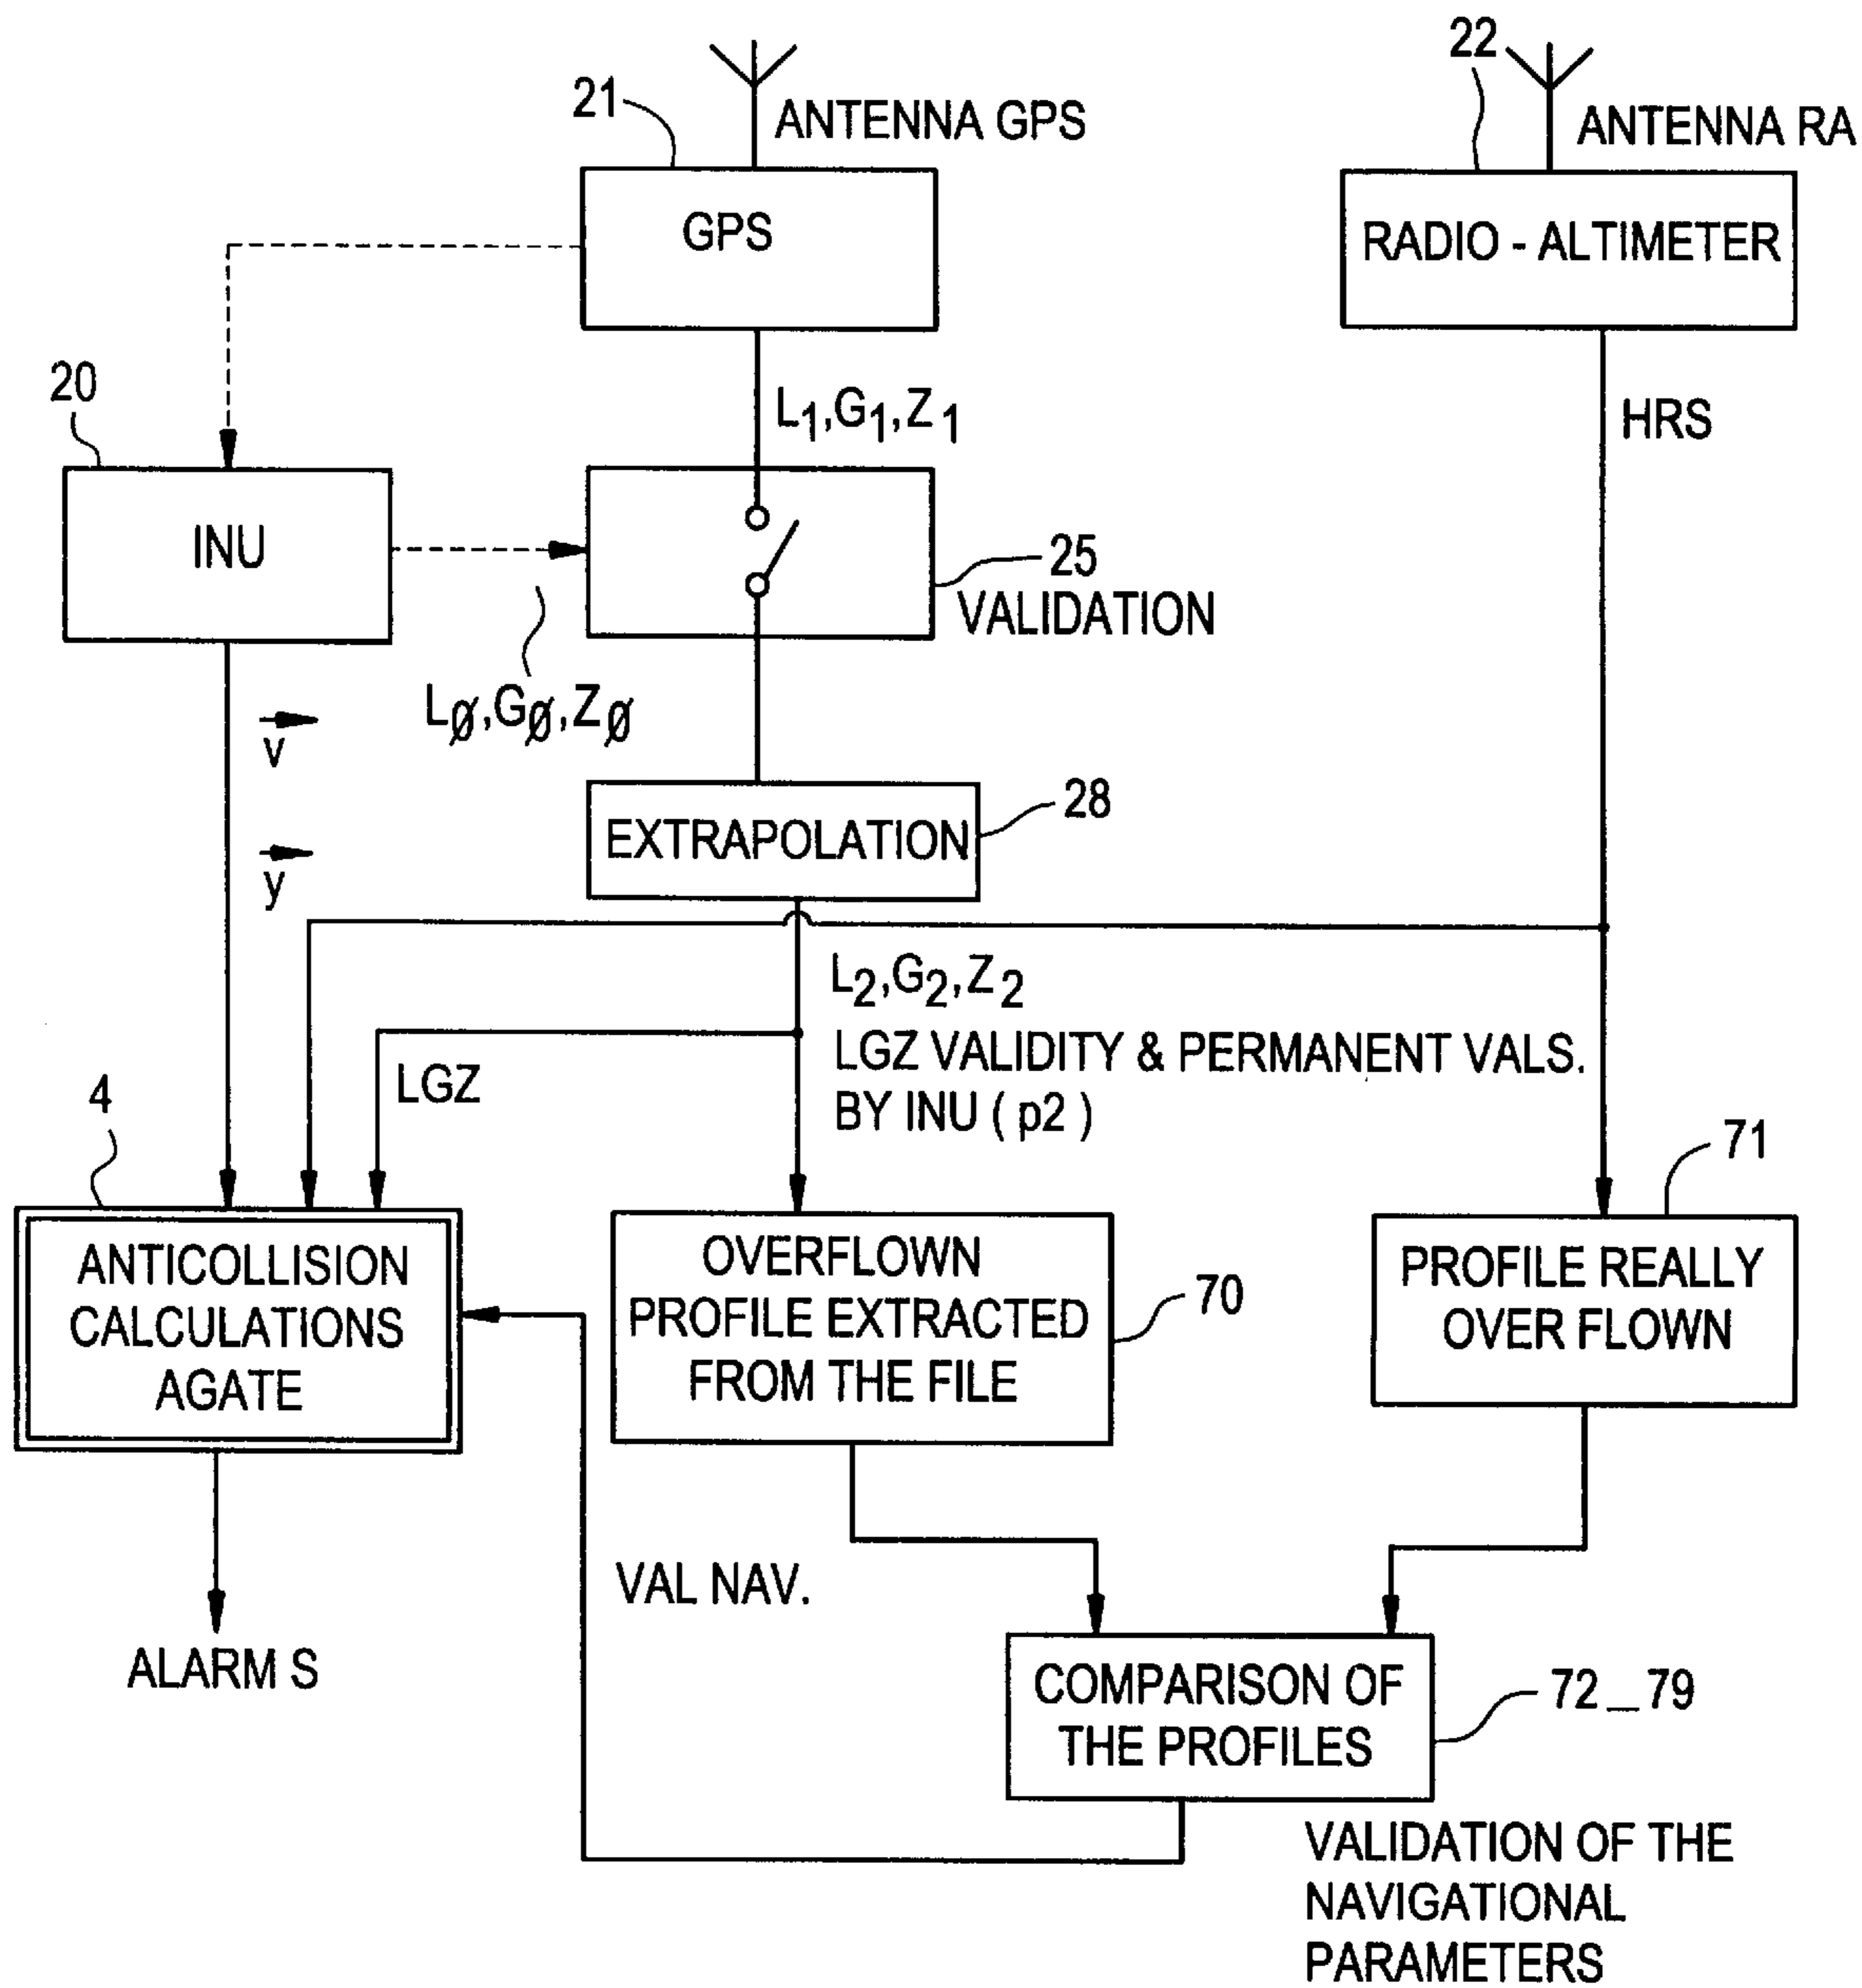 22
21
ANTENNA GPS
ANTENNA RA
GPS
RADIO - ALTIMETER
20
L1,G1,Z1
HRS
INU
25
VALIDATION
LØ,GØ,ZØ
v
28
EXTRAPOLATION
y
L2,G2,Z2
LGZ VALIDITY & PERMANENT VALS.
BY INU ( p2 )
LGZ
4
71
ANTICOLLISION
CALCULATIONS
AGATE
OVERFLOWN
PROFILE EXTRACTED
FROM THE FILE
70
PROFILE REALLY
OVER FLOWN
VAL NAV.
ALARM S
COMPARISON OF
THE PROFILES
72_79
VALIDATION OF THE
NAVIGATIONAL
PARAMETERS